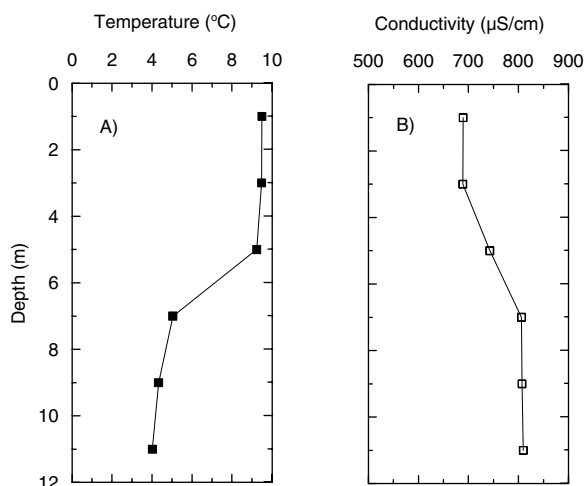 Temperature (°C)
0 2 4 6 8 10
0
2
4
6
8
10
12
Depth (m)
A)
Conductivity (µS/cm)
500 600 700 800 900
B)